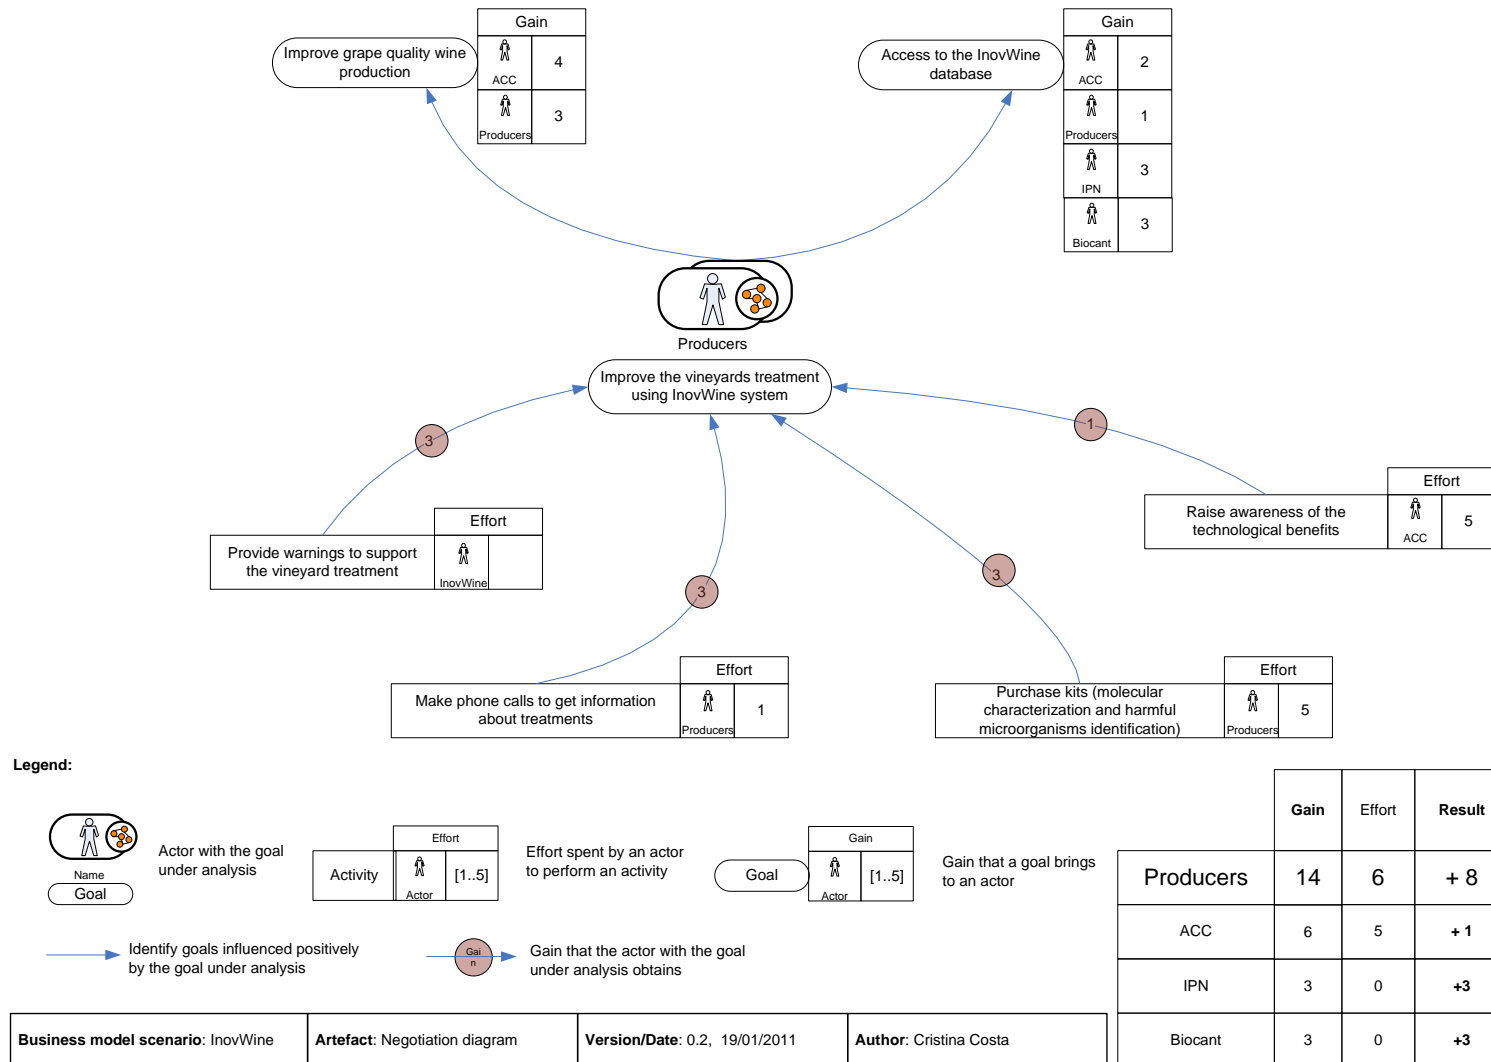 Gain
Improve grape quality wine
production
ACC
4
Producers
3
Gain
Access to the InovWine
database
ACC
2
Producers
1
IPN
3
Biocant
3
Producers
Improve the vineyards treatment
using InovWine system
3
1
3
3
Effort
Raise awareness of the
technological benefits
ACC
5
Effort
Provide warnings to support
the vineyard treatment
InovWine
Effort
Make phone calls to get information
about treatments
Producers
1
Effort
Purchase kits (molecular
characterization and harmful
microorganisms identification)
Producers
5
Legend:
Name
Goal
Actor with the goal
under analysis
Effort
Activity
Actor
[1..5]
Effort spent by an actor
to perform an activity
Gain
Goal
Actor
[1..5]
Gain that a goal brings
to an actor
Identify goals influenced positively
by the goal under analysis
Gai
n
Gain that the actor with the goal
under analysis obtains
Gain Effort Result
Producers 14 6 + 8
ACC 6 5 + 1
IPN 3 0 +3
Biocant 3 0 +3
Business model scenario: InovWine
Artefact: Negotiation diagram
Version/Date: 0.2, 19/01/2011
Author: Cristina Costa